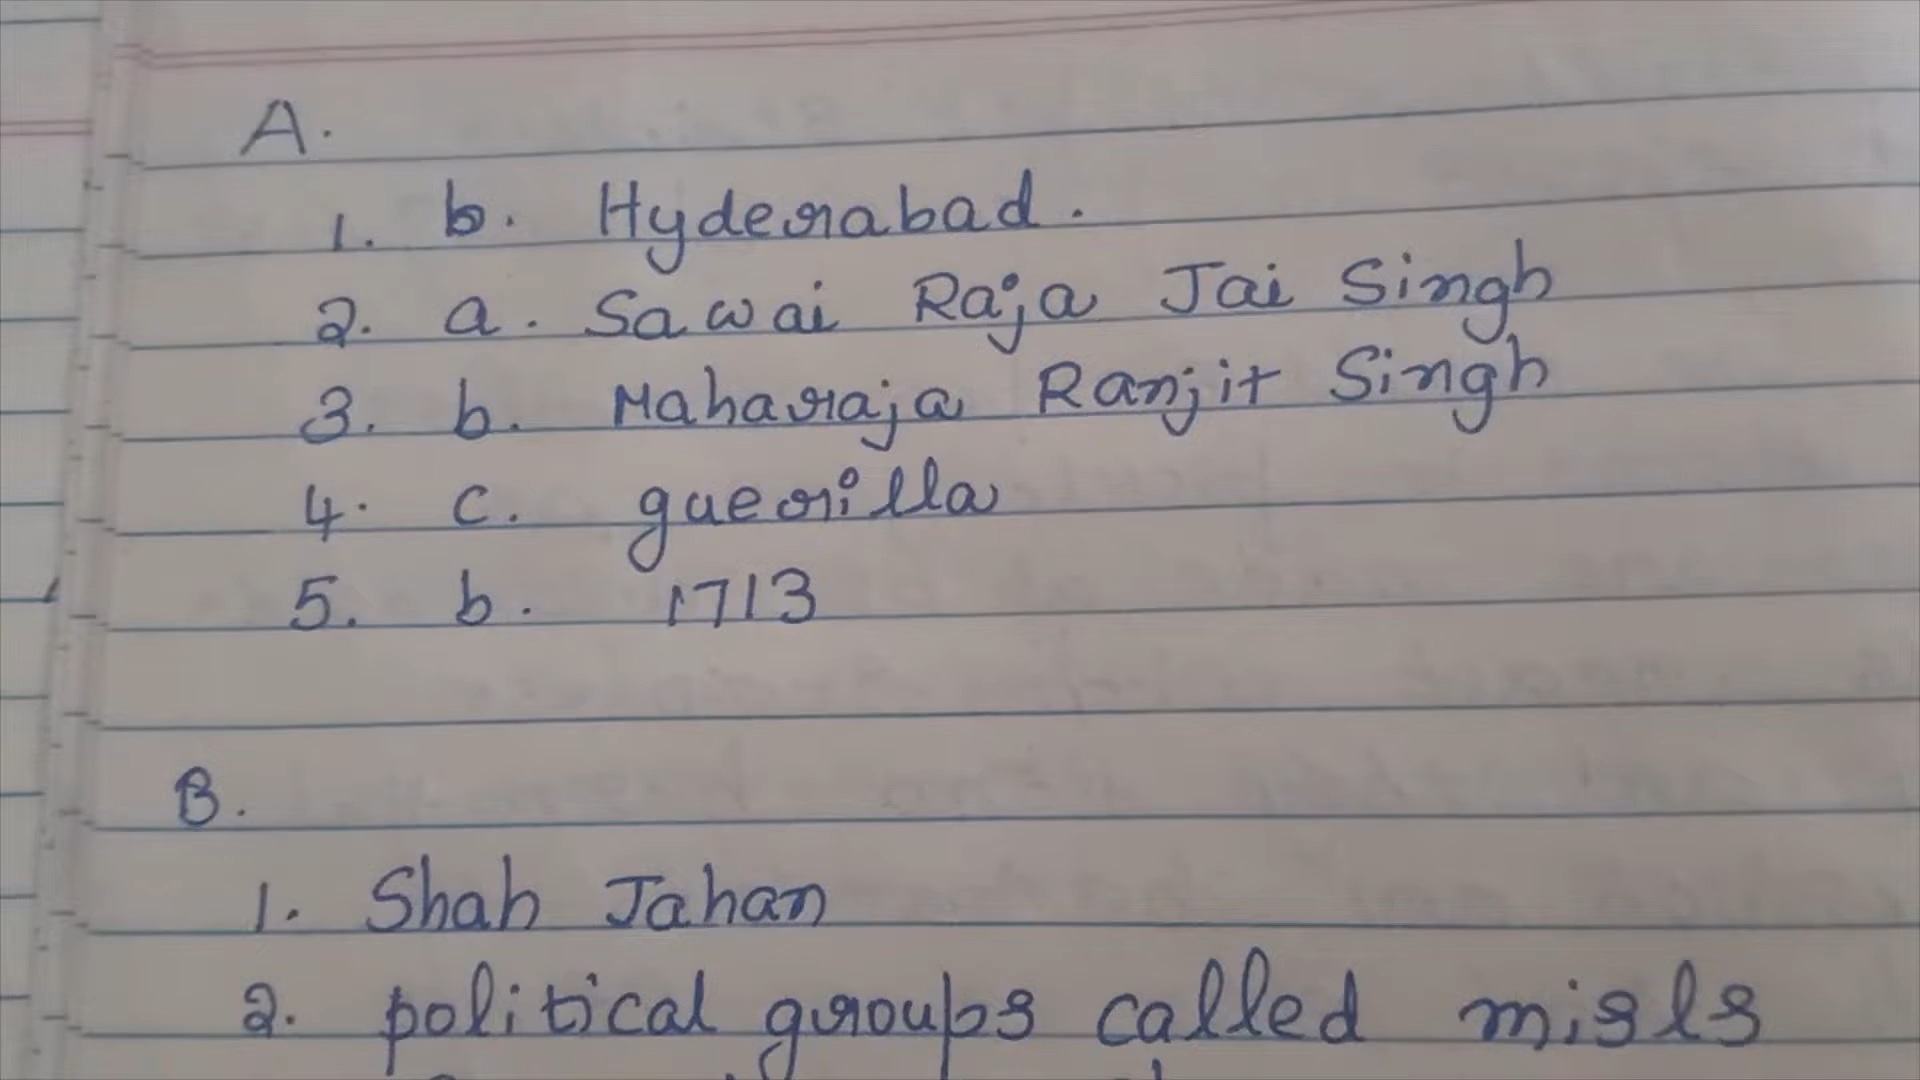 A.
1. b. Hyderabad.
2. a. Sawai Raja Jai Singh
3. b. Maharaja Ranjit Singh
4. c. guerilla
5. b. 1713
B.
1. Shah Jahan
2. political groups called misls